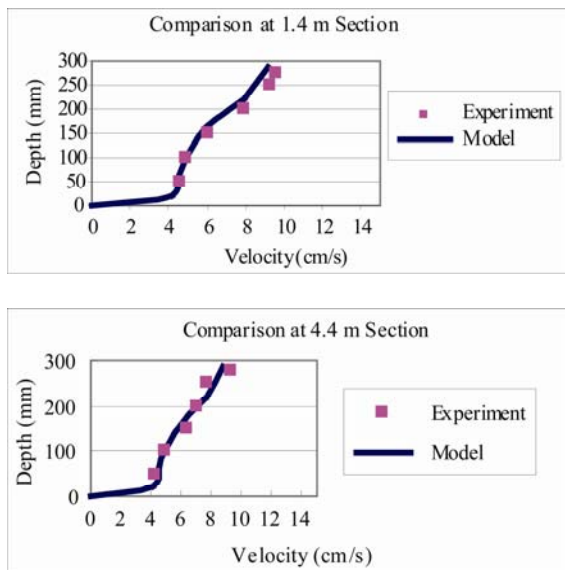 Comparison at 1.4 m Section
300
250
200
150
100
50
0
Depth (mm)
0 2 4 6 8 10 12 14
Velocity(cm/s)
Experiment
Model
Comparison at 4.4 m Section
300
200
100
0
Depth (mm)
0 2 4 6 8 10 12 14
Velocity (cm/s)
Experiment
Model